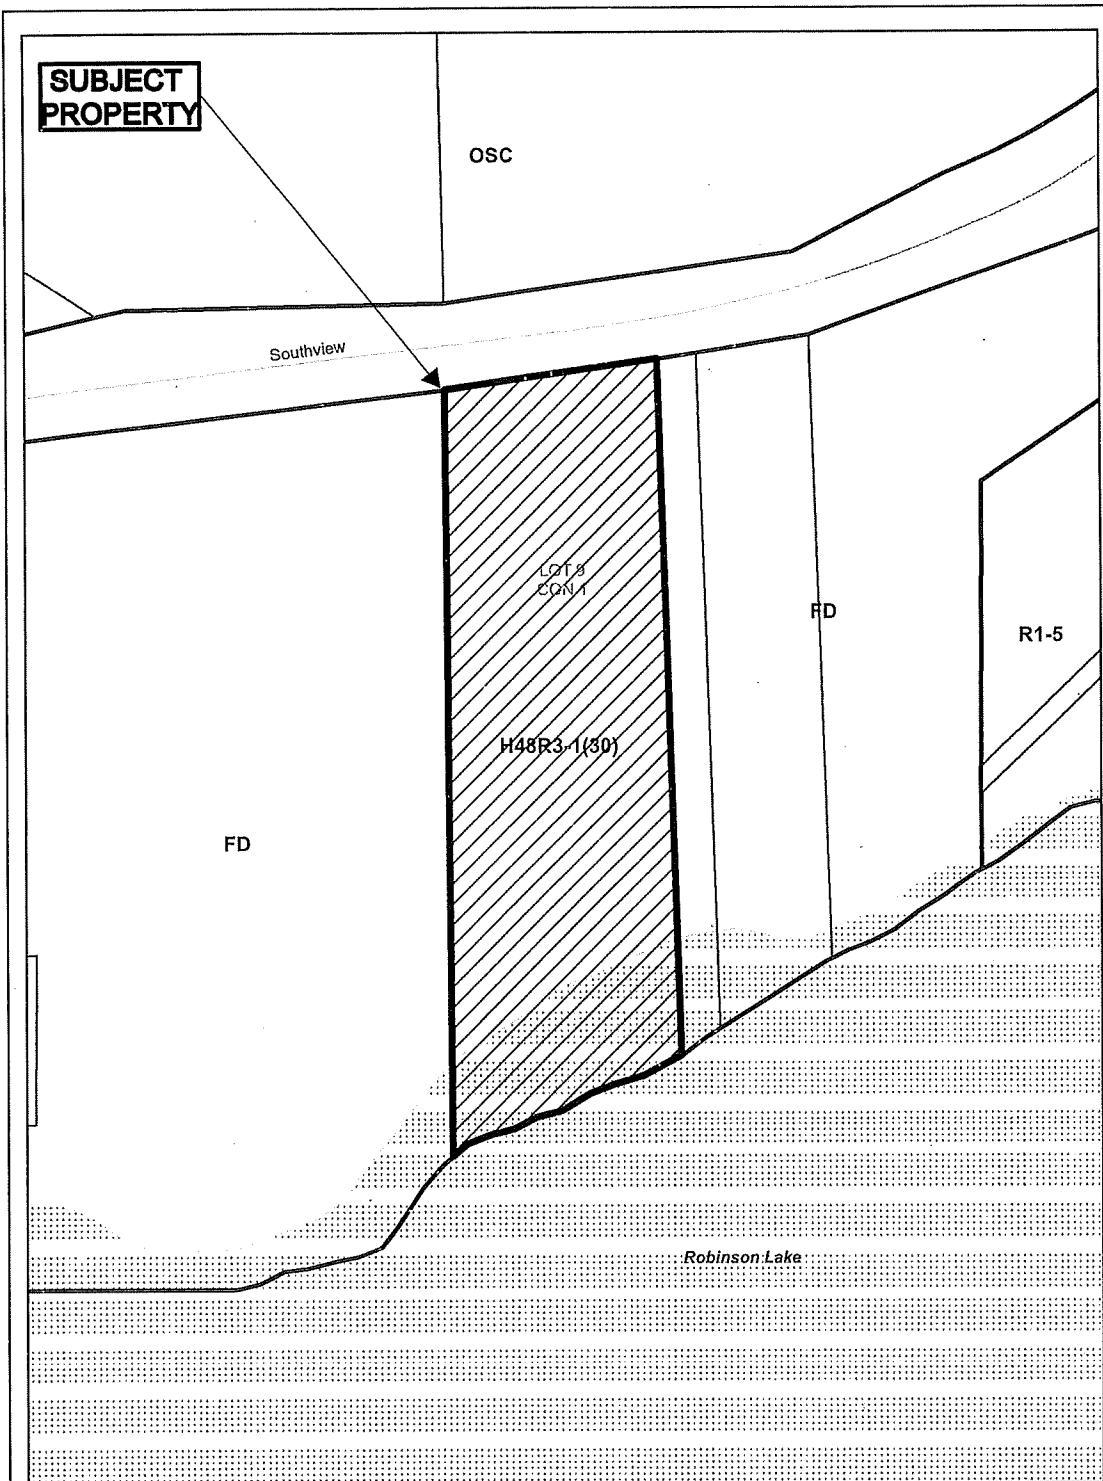 SUBJECT
PROPERTY
OSC
Southview
LOT 9
CON 1
FD
R1-5
H48R3-1(30)
FD
Robinson Lake